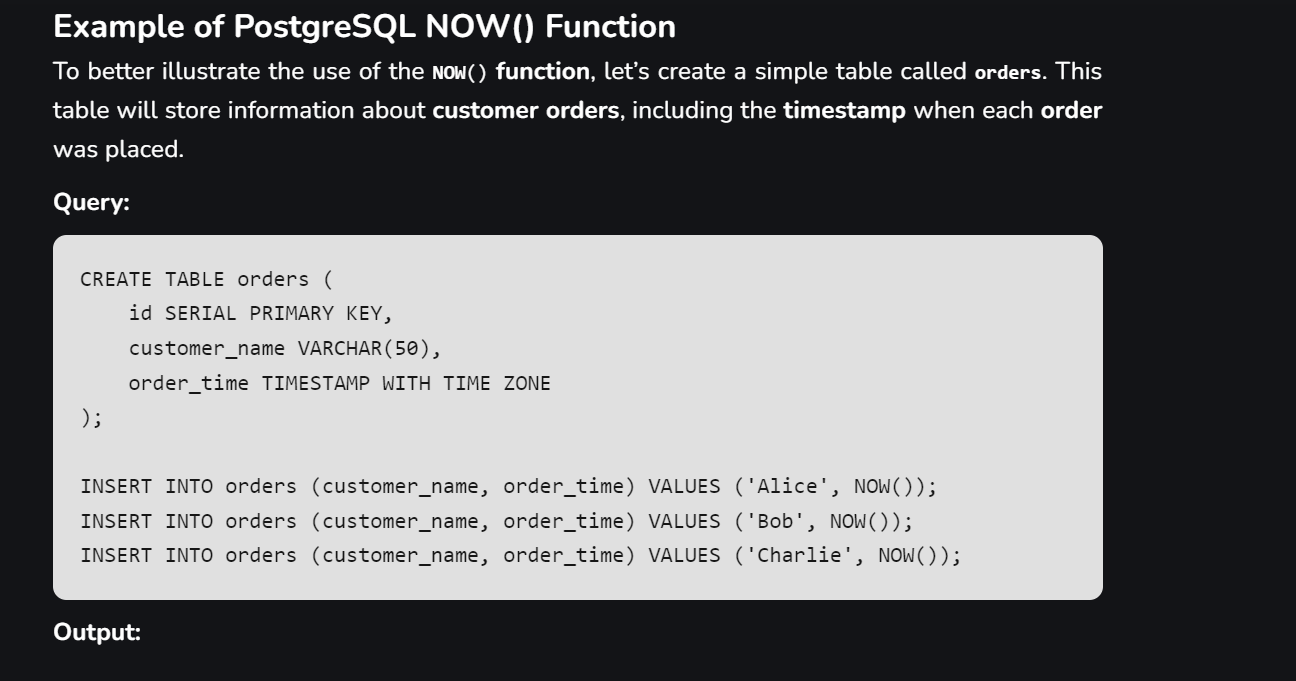 Example of PostgreSQL NOW() Function
To better illustrate the use of the NOW() function, let’s create a simple table called orders. This
table will store information about customer orders, including the timestamp when each order
was placed.
Query:
CREATE TABLE orders (
    id SERIAL PRIMARY KEY,
    customer_name VARCHAR(50),
    order_time TIMESTAMP WITH TIME ZONE
);
INSERT INTO orders (customer_name, order_time) VALUES ('Alice', NOW());
INSERT INTO orders (customer_name, order_time) VALUES ('Bob', NOW());
INSERT INTO orders (customer_name, order_time) VALUES ('Charlie', NOW());
Output: